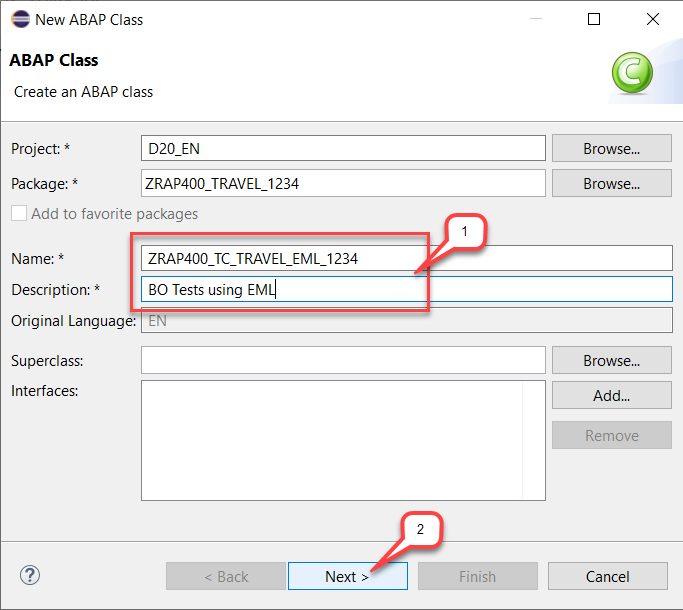 New ABAP Class
ABAP Class
Create an ABAP class
C
Project: * D20_EN Browse...
Package: * ZRAP400_TRAVEL_1234 Browse...
Add to favorite packages
1
Name: * ZRAP400_TC_TRAVEL_EML_1234
Description: * BO Tests using EML
Original Language: EN
Superclass: Browse...
Interfaces: Add...
Remove
2
? < Back Next > Finish Cancel